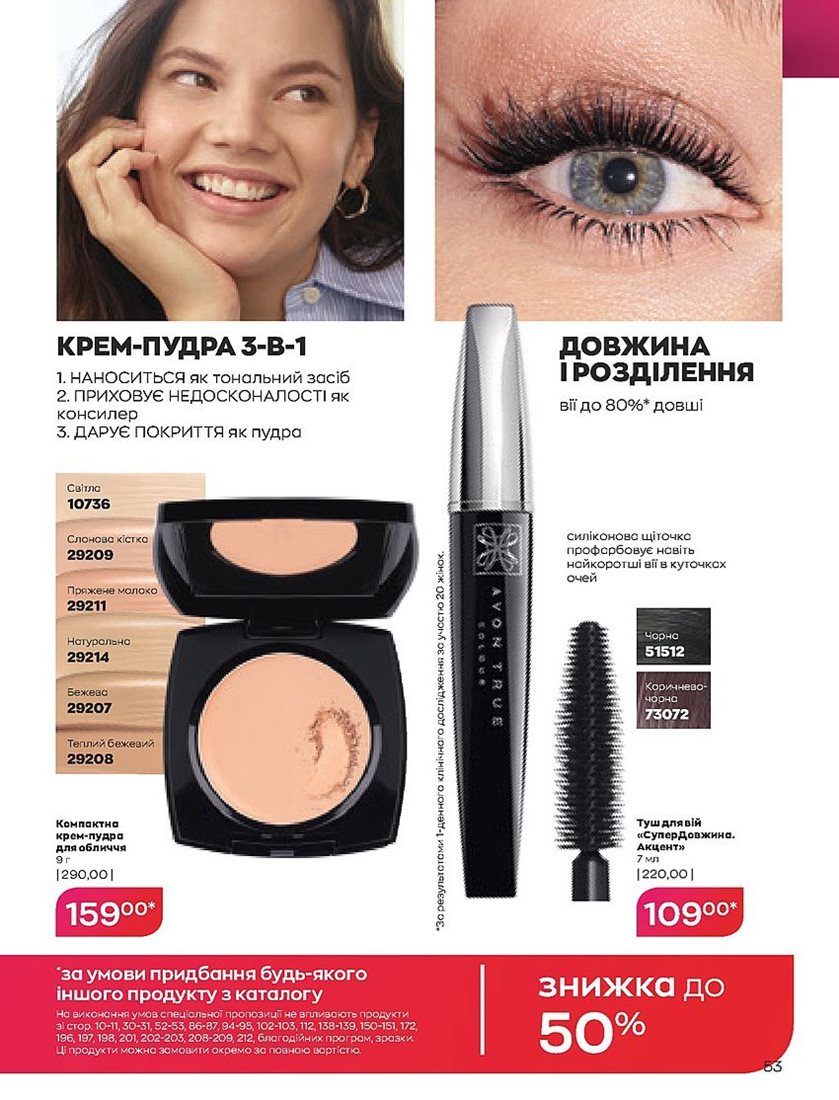 КРЕМ-ПУДРА 3-В-1
1. НАНОСИТЬСЯ як тональний засіб
2. ПРИХОВУЄ НЕДОСКОНАЛОСТІ як
консилер
3. ДАРУЄ ПОКРИТТЯ як пудра
Світла
10736
Слонова кістка
29209
Пряжене молоко
29211
Натуральна
29214
Бежева
29207
Теплий бежевий
29208
Компактна
крем-пудра
для обличчя
9 г
|290,00|
15900*
ДОВЖИНА
І РОЗДІЛЕННЯ
вії до 80%* довші
*За результатами 1-денного клінічного дослідження за участю 20 жінок.
AVON TRUE
COLOUR
силіконова щіточка
профарбовує навіть
найкоротші вії в куточках
очей
Чорна
51512
Коричнево-
чорна
73072
Туш для вій
«СуперДовжина.
Акцент»
7 мл
|220,00|
10900*
*за умови придбання будь-якого
іншого продукту з каталогу
На виконання умов спеціальної пропозиції не впливають продукти
зі стор. 10-11, 30-31, 52-53, 86-87, 94-95, 102-103, 112, 138-139, 150-151, 172,
196, 197, 198, 201, 202-203, 208-209, 212, благодійних програм, зразки.
Ці продукти можна замовити окремо за повною вартістю.
ЗНИЖКА ДО
50%
53